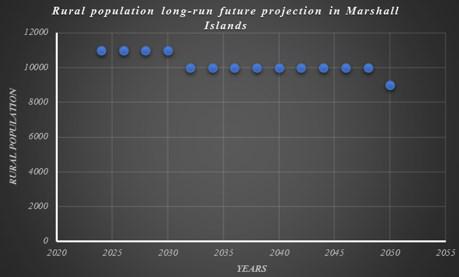 Rural population long-run future projection in Marshall
Islands
12000
10000
8000
6000
4000
2000
0
RURAL POPULATION
2020 2025 2030 2035 2040 2045 2050 2055
YEARS